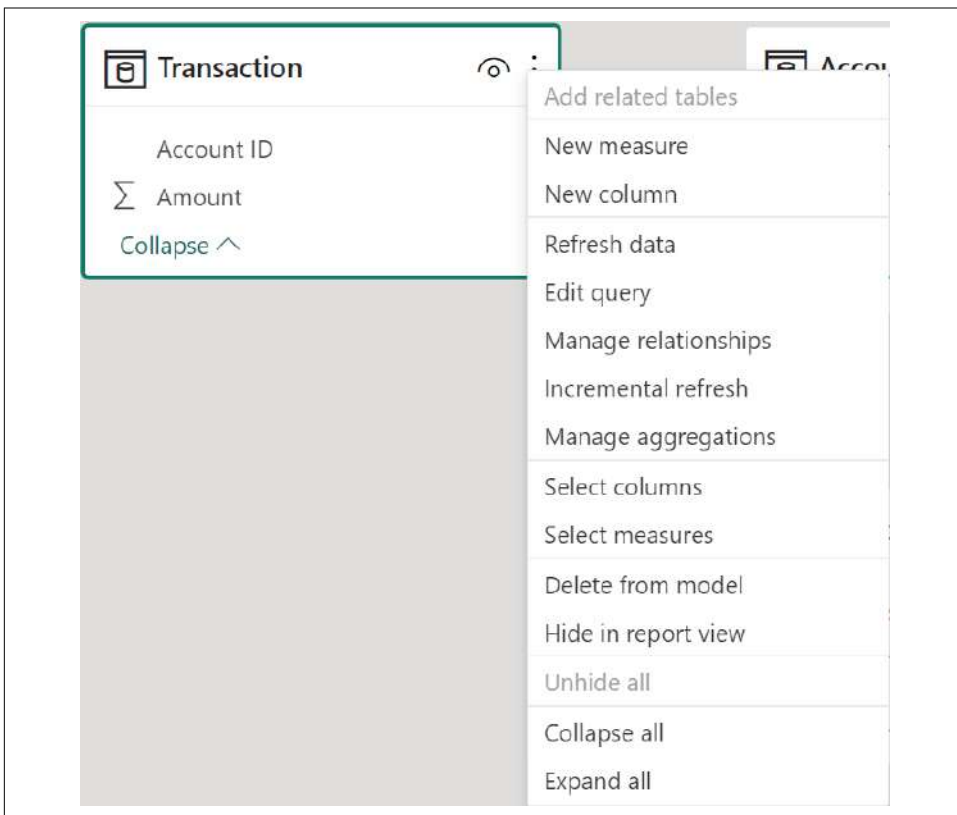 Transaction
Account ID
Σ Amount
Collapse
Add related tables
New measure
New column
Refresh data
Edit query
Manage relationships
Incremental refresh
Manage aggregations
Select columns
Select measures
Delete from model
Hide in report view
Unhide all
Collapse all
Expand all